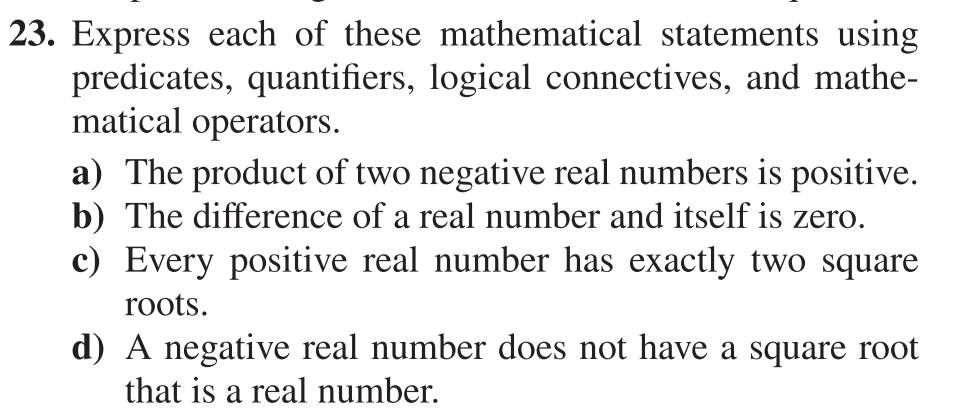 23. Express each of these mathematical statements using
predicates, quantifiers, logical connectives, and mathe-
matical operators.
a) The product of two negative real numbers is positive.
b) The difference of a real number and itself is zero.
c) Every positive real number has exactly two square
roots.
d) A negative real number does not have a square root
that is a real number.